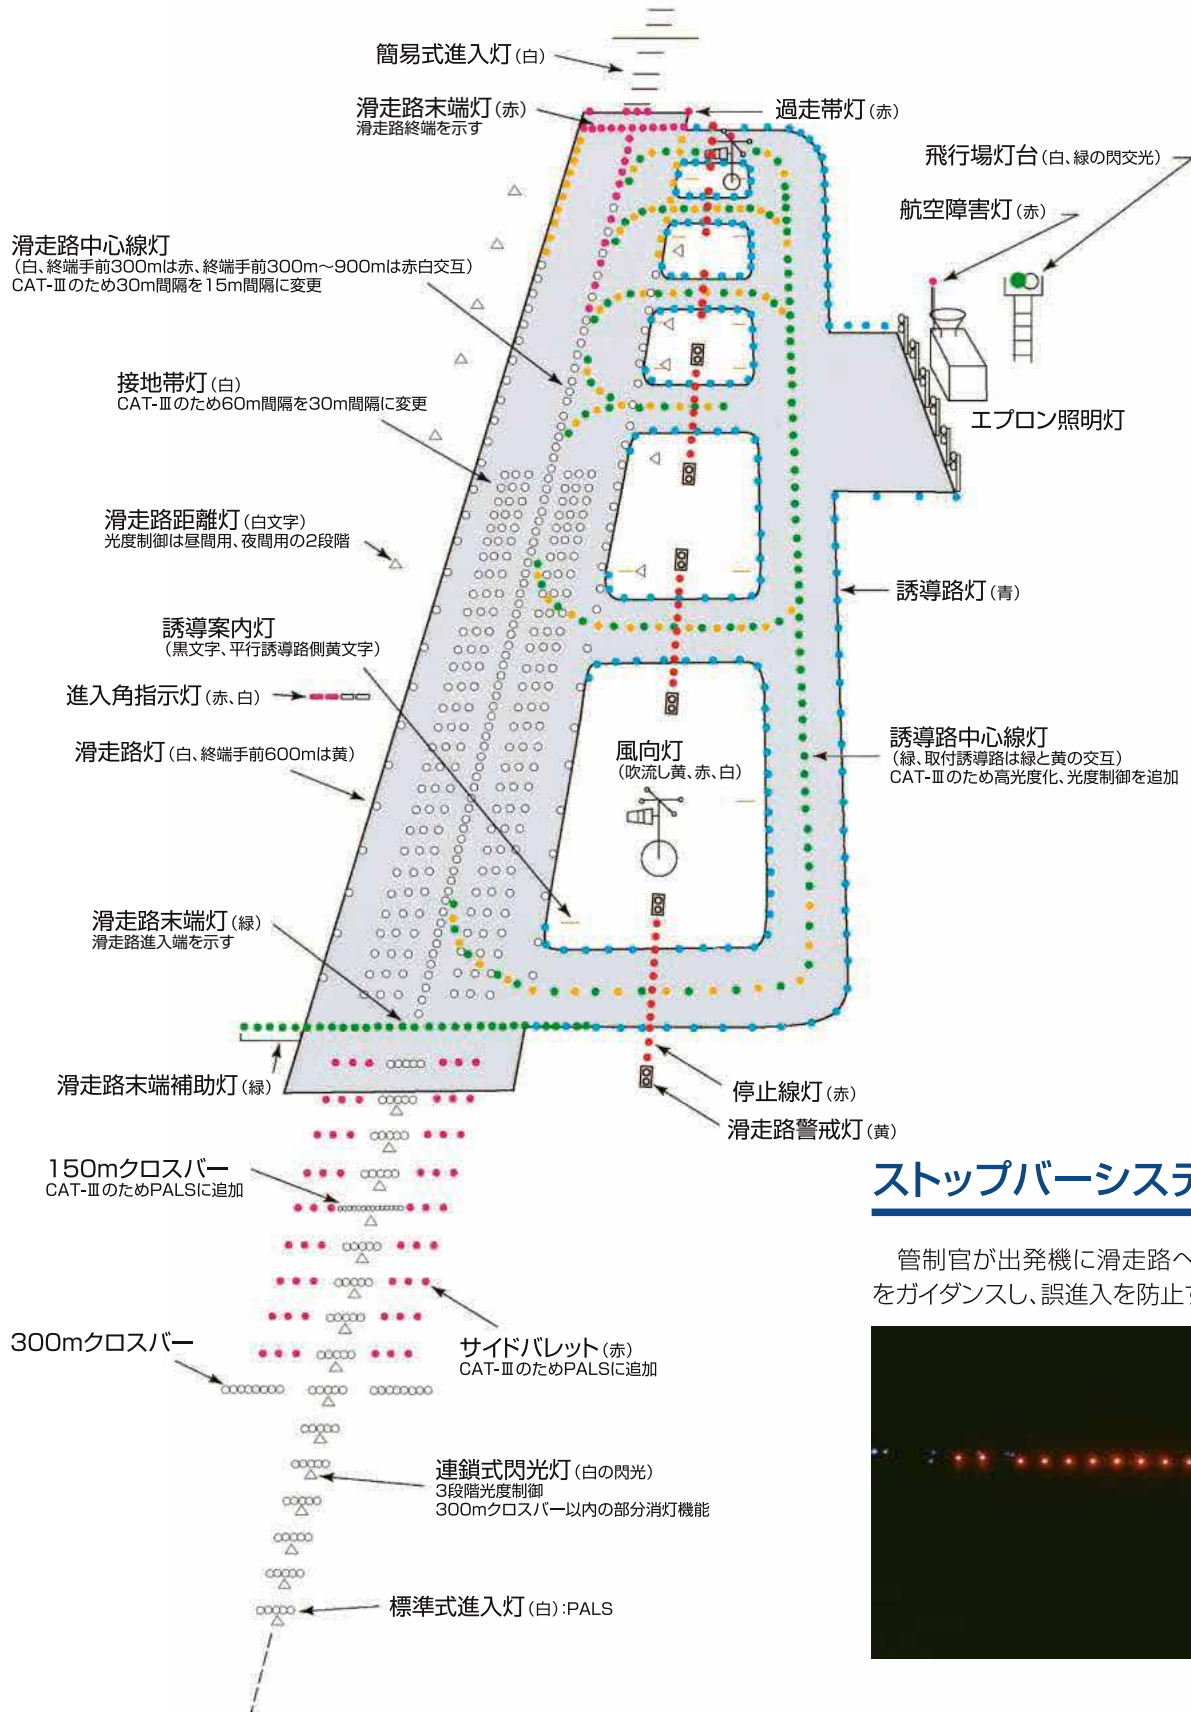 簡易式進入灯(白)
滑走路末端灯(赤)
滑走路終端を示す
過走帯灯(赤)
飛行場灯台(白、緑の閃交光)
航空障害灯(赤)
滑走路中心線灯
(白、終端手前300mは赤、終端手前300m～900mは赤白交互)
CAT-Ⅲのため30m間隔を15m間隔に変更
接地帯灯(白)
CAT-Ⅲのため60m間隔を30m間隔に変更
エプロン照明灯
滑走路距離灯(白文字)
光度制御は昼間用、夜間用の2段階
誘導路灯(青)
誘導案内灯
(黒文字、平行誘導路側黄文字)
進入角指示灯(赤、白)
滑走路灯(白、終端手前600mは黄)
風向灯
(吹流し黄、赤、白)
誘導路中心線灯
(緑、取付誘導路は緑と黄の交互)
CAT-Ⅲのため高光度化、光度制御を追加
滑走路末端灯(緑)
滑走路進入端を示す
滑走路末端補助灯(緑)
停止線灯(赤)
滑走路警戒灯(黄)
150mクロスバー
CAT-ⅢのためPALSに追加
ストップバーシステ
管制官が出発機に滑走路へ
をガイダンスし、誤進入を防止す
300mクロスバー
サイドバレット(赤)
CAT-ⅢのためPALSに追加
連鎖式閃光灯(白の閃光)
3段階光度制御
300mクロスバー以内の部分消灯機能
標準式進入灯(白):PALS